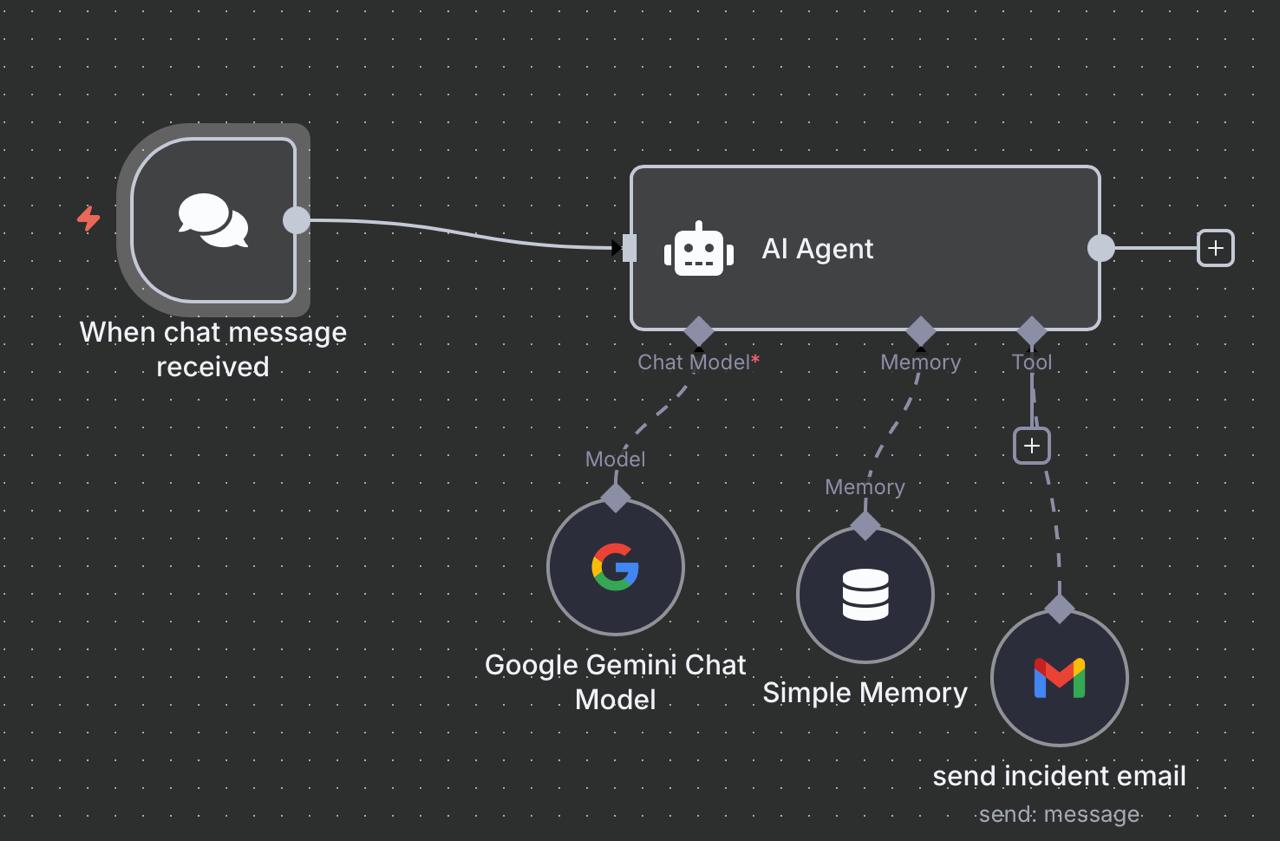 AI Agent
When chat message
received
Chat Model*
Memory
Tool
Model
Memory
Google Gemini Chat
Model
Simple Memory
send incident email
send: message